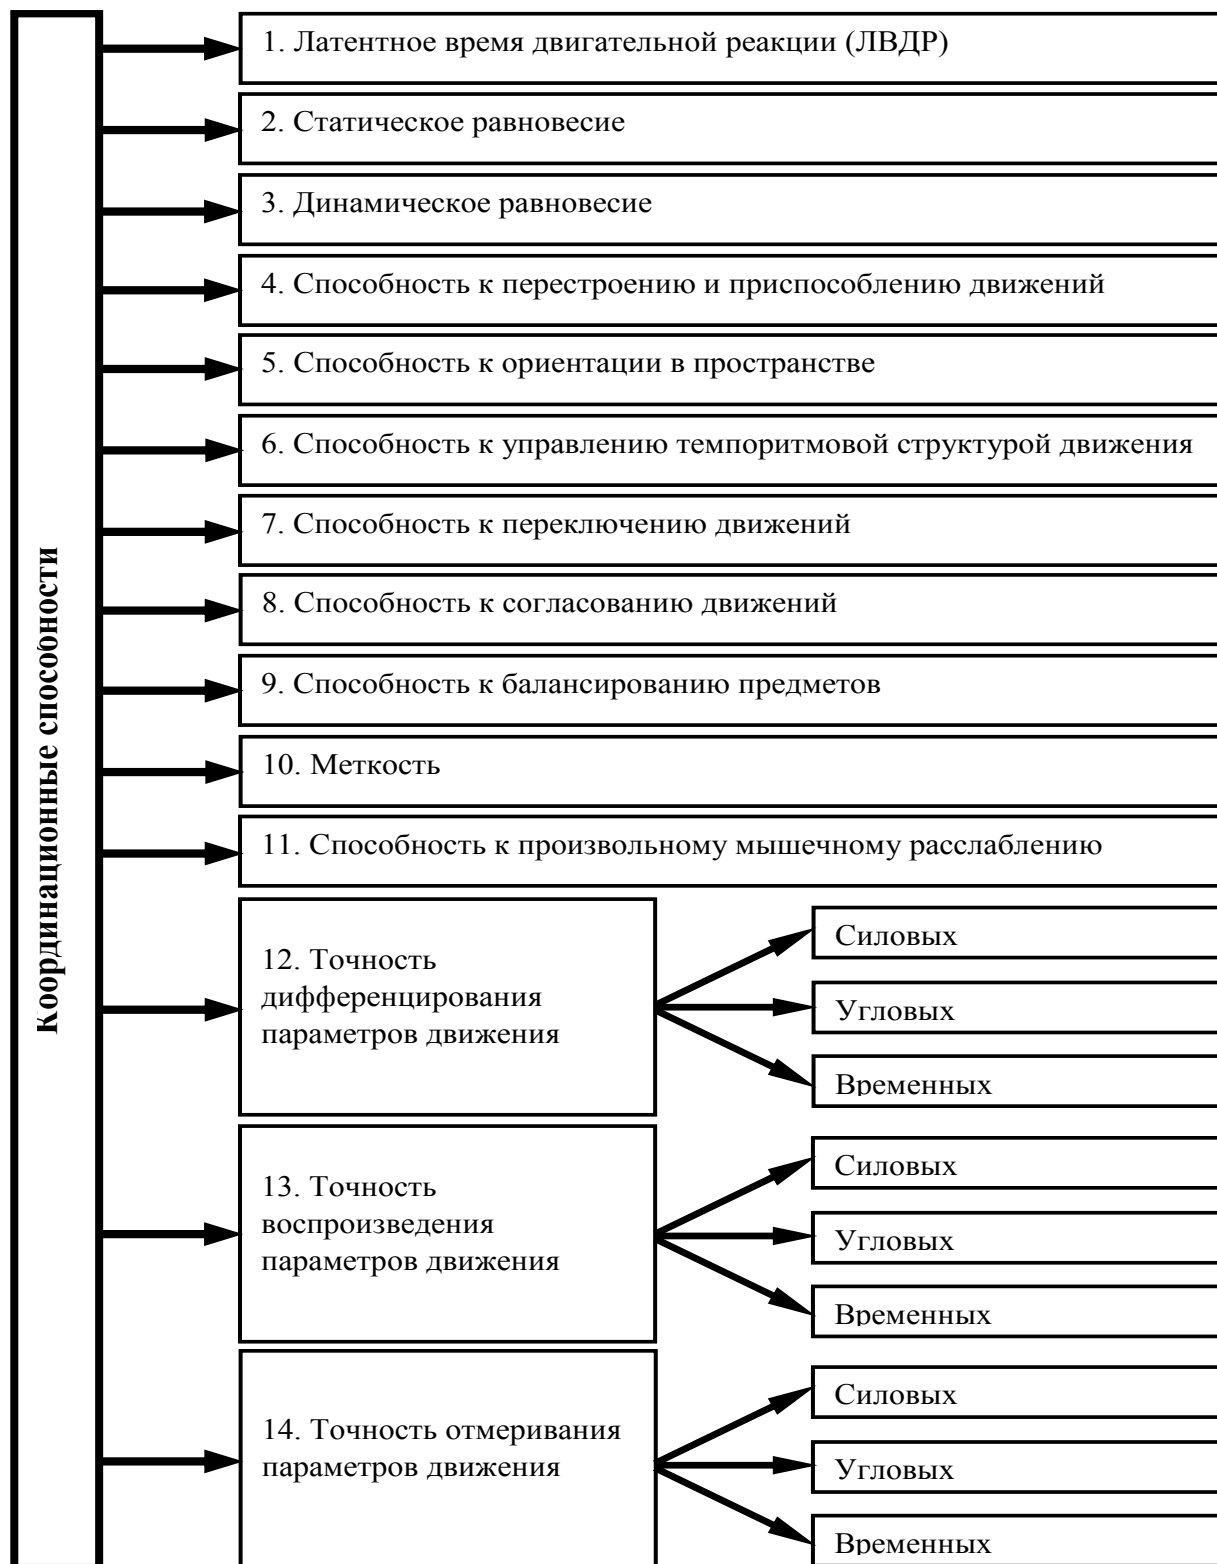 Координационные способности
1. Латентное время двигательной реакции (ЛВДР)
2. Статическое равновесие
3. Динамическое равновесие
4. Способность к перестроению и приспособлению движений
5. Способность к ориентации в пространстве
6. Способность к управлению темпоритмовой структурой движения
7. Способность к переключению движений
8. Способность к согласованию движений
9. Способность к балансированию предметов
10. Меткость
11. Способность к произвольному мышечному расслаблению
12. Точность
дифференцирования
параметров движения
Силовых
Угловых
Временных
13. Точность
воспроизведения
параметров движения
Силовых
Угловых
Временных
14. Точность отмеривания
параметров движения
Силовых
Угловых
Временных